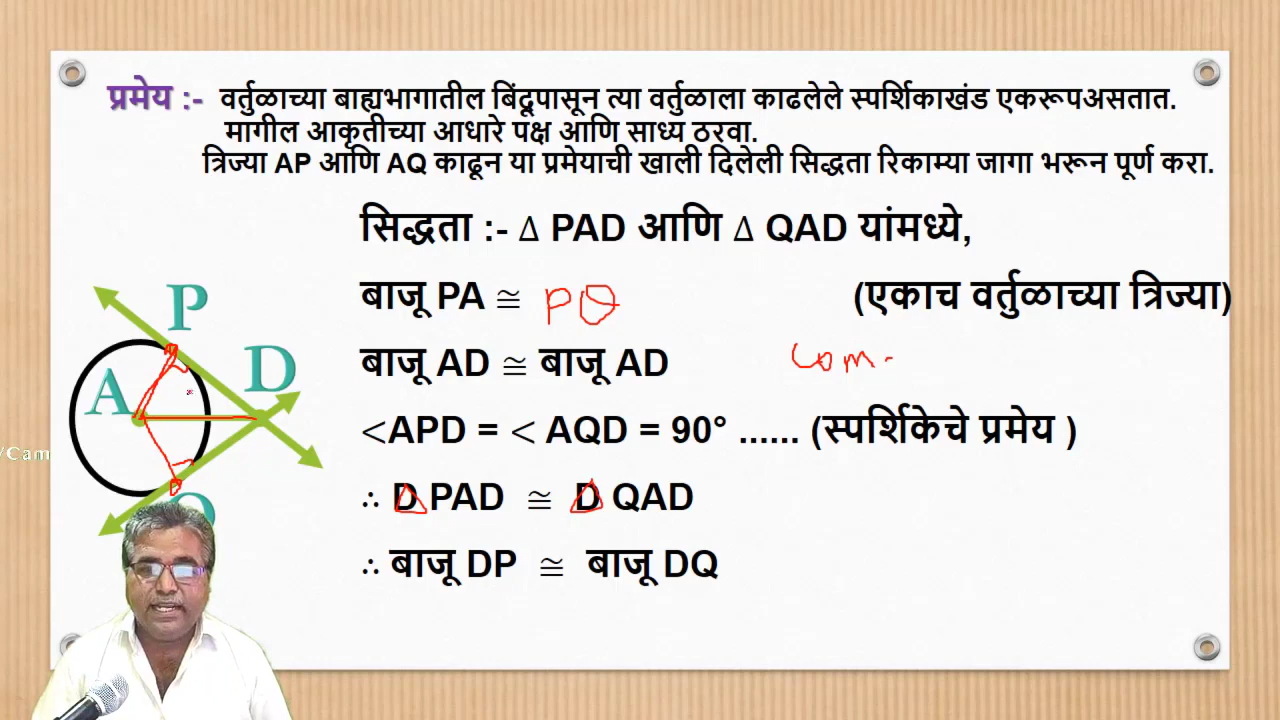 प्रमेय :- वर्तुळाच्या बाह्यभागातील बिंदूपासून त्या वर्तुळाला काढलेले स्पर्शिकाखंड एकरूपअसतात.
मागील आकृतीच्या आधारे पक्ष आणि साध्य ठरवा.
त्रिज्या AP आणि AQ काढून या प्रमेयाची खाली दिलेली सिद्धता रिकाम्या जागा भरून पूर्ण करा.
सिद्धता :- Δ PAD आणि Δ QAD यांमध्ये,
बाजू PA ≅ PQ (एकाच वर्तुळाच्या त्रिज्या)
बाजू AD ≅ बाजू AD com.
<APD = < AQD = 90° ...... (स्पर्शिकेचे प्रमेय )
∴ Δ PAD ≅ Δ QAD
∴ बाजू DP ≅ बाजू DQ
P
D
A
Q
/Cam